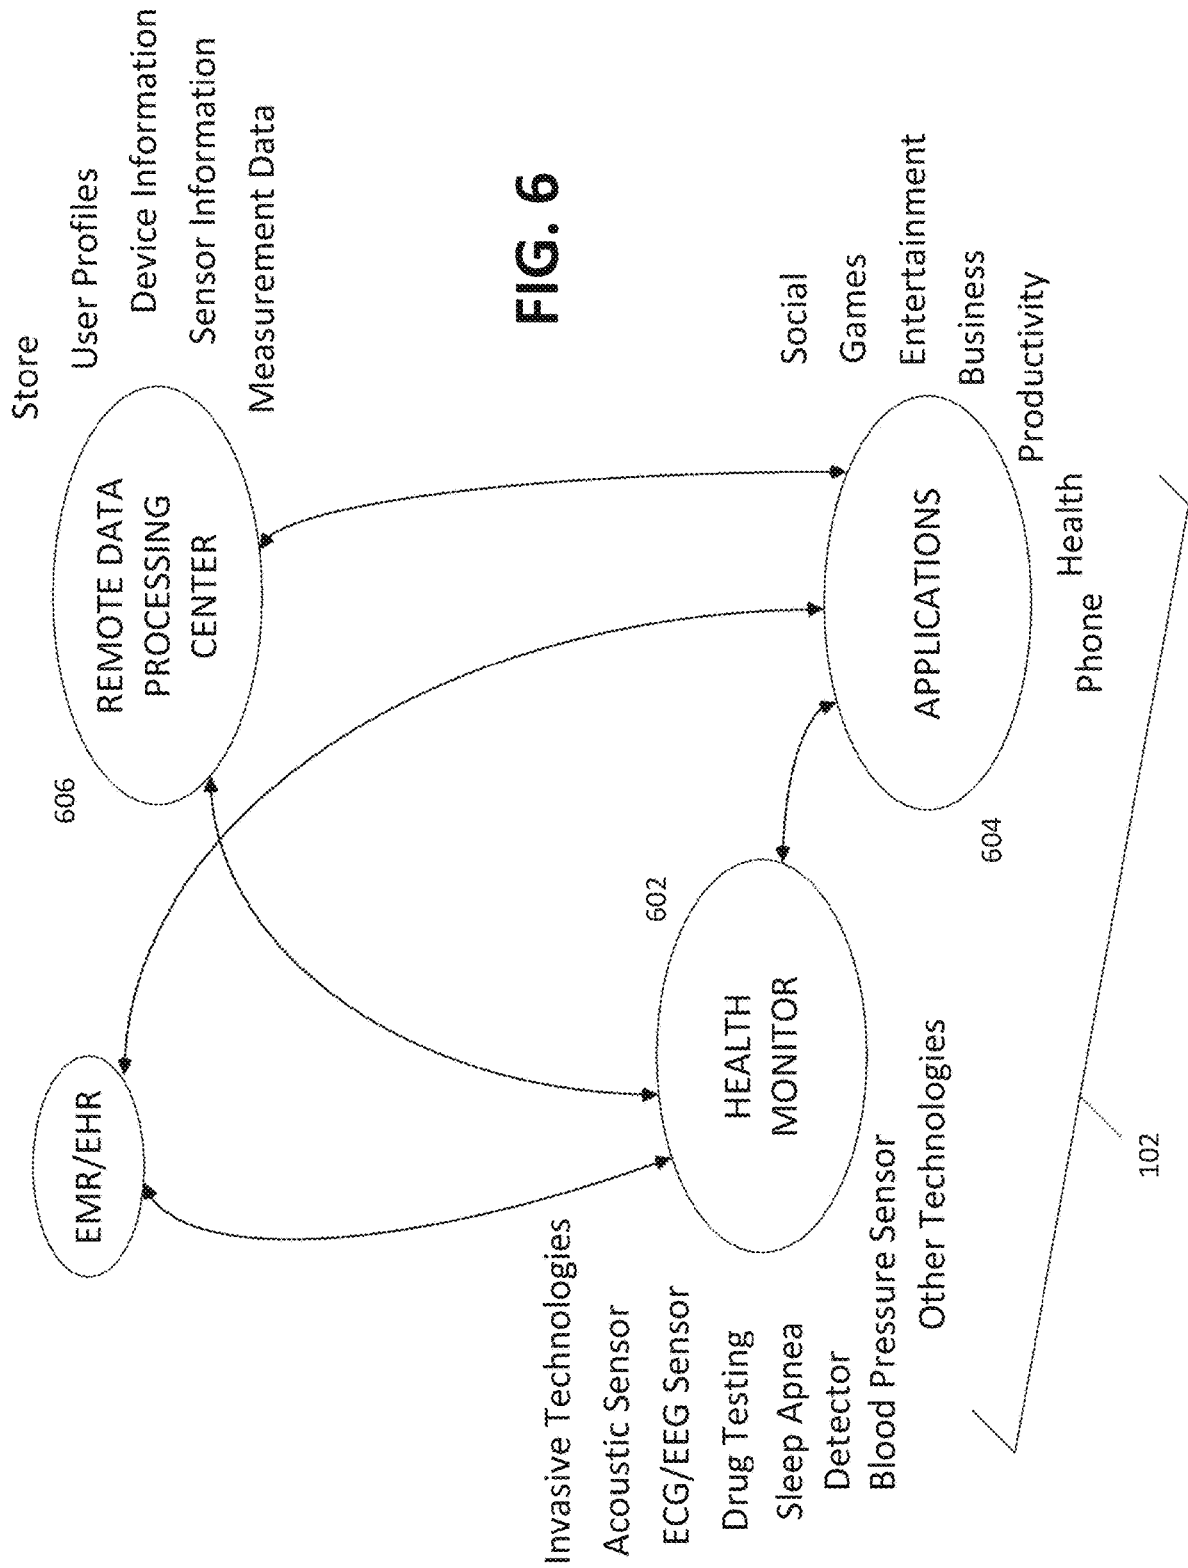 Store
User Profiles
Device Information
Sensor Information
Measurement Data
606
REMOTE DATA
PROCESSING
CENTER
EMR/EHR
FIG. 6
602
HEALTH
MONITOR
Invasive Technologies
Acoustic Sensor
ECG/EEG Sensor
Drug Testing
Sleep Apnea
Detector
Blood Pressure Sensor
Other Technologies
604
APPLICATIONS
Social
Games
Entertainment
Business
Productivity
Health
Phone
102